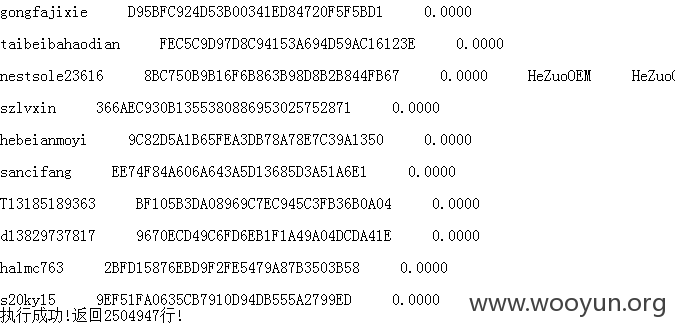 gongfajixie D95BFC924D53B00341ED84720F5F5BD1 0.0000
taibeibahaodian FEC5C9D97D8C94153A694D59AC16123E 0.0000
nestsole23616 8BC750B9B16F6B863B98D8B2B844FB67 0.0000 HeZuoOEM HeZuo
szlvxin 366AEC930B1355380886953025752871 0.0000
hebeianmoyi 9C82D5A1B65FEA3DB78A78E7C39A1350 0.0000
sancifang EE74F84A606A643A5D13685D3A51A6E1 0.0000
T13185189363 BF105B3DA08969C7EC945C3FB36B0A04 0.0000
d13829737817 9670ECD49C6FD6EB1F1A49A04DCDA41E 0.0000
halmc763 2BFD15876EBD9F2FE5479A87B3503B58 0.0000
s20ky15 9EF51FA0635CB7910D94DB555A2799ED 0.0000
执行成功!返回2504947行!
www.wooyun.org